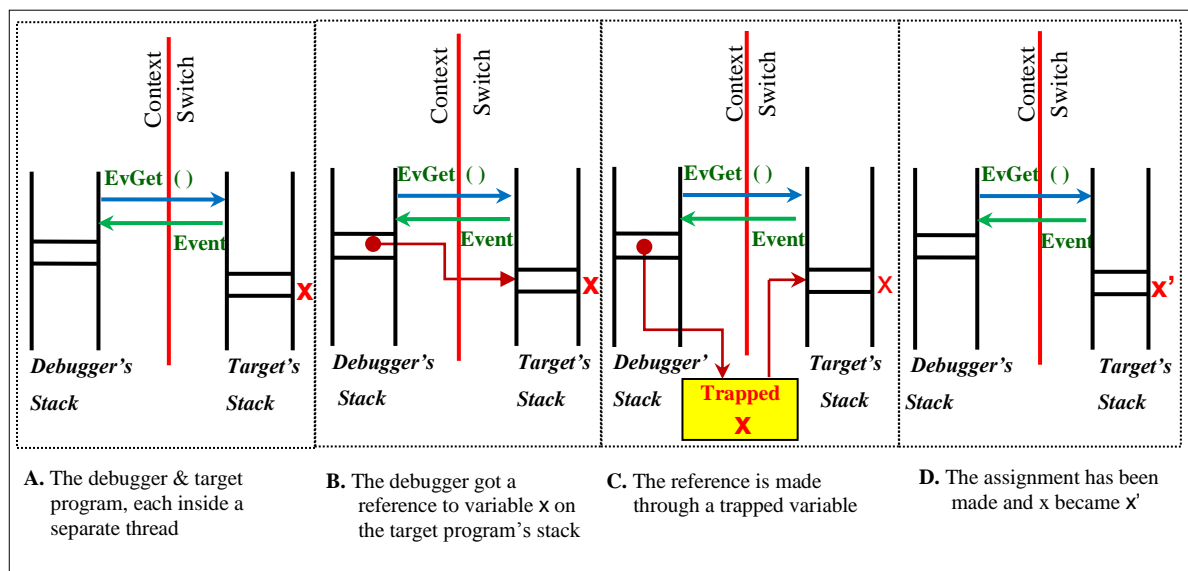 Context
Switch
EvGet ( )
Event
x
Debugger's
Stack
Target's
Stack
Context
Switch
EvGet ( )
Event
x
Debugger's
Stack
Target's
Stack
Context
Switch
EvGet ( )
Event
x
Debugger'
Stack
Trapped
x
Target's
Stack
Context
Switch
EvGet ( )
Event
x'
Debugger's
Stack
Target's
Stack
A. The debugger & target
program, each inside a
separate thread
B. The debugger got a
reference to variable x on
the target program's stack
C. The reference is made
through a trapped variable
D. The assignment has been
made and x became x'